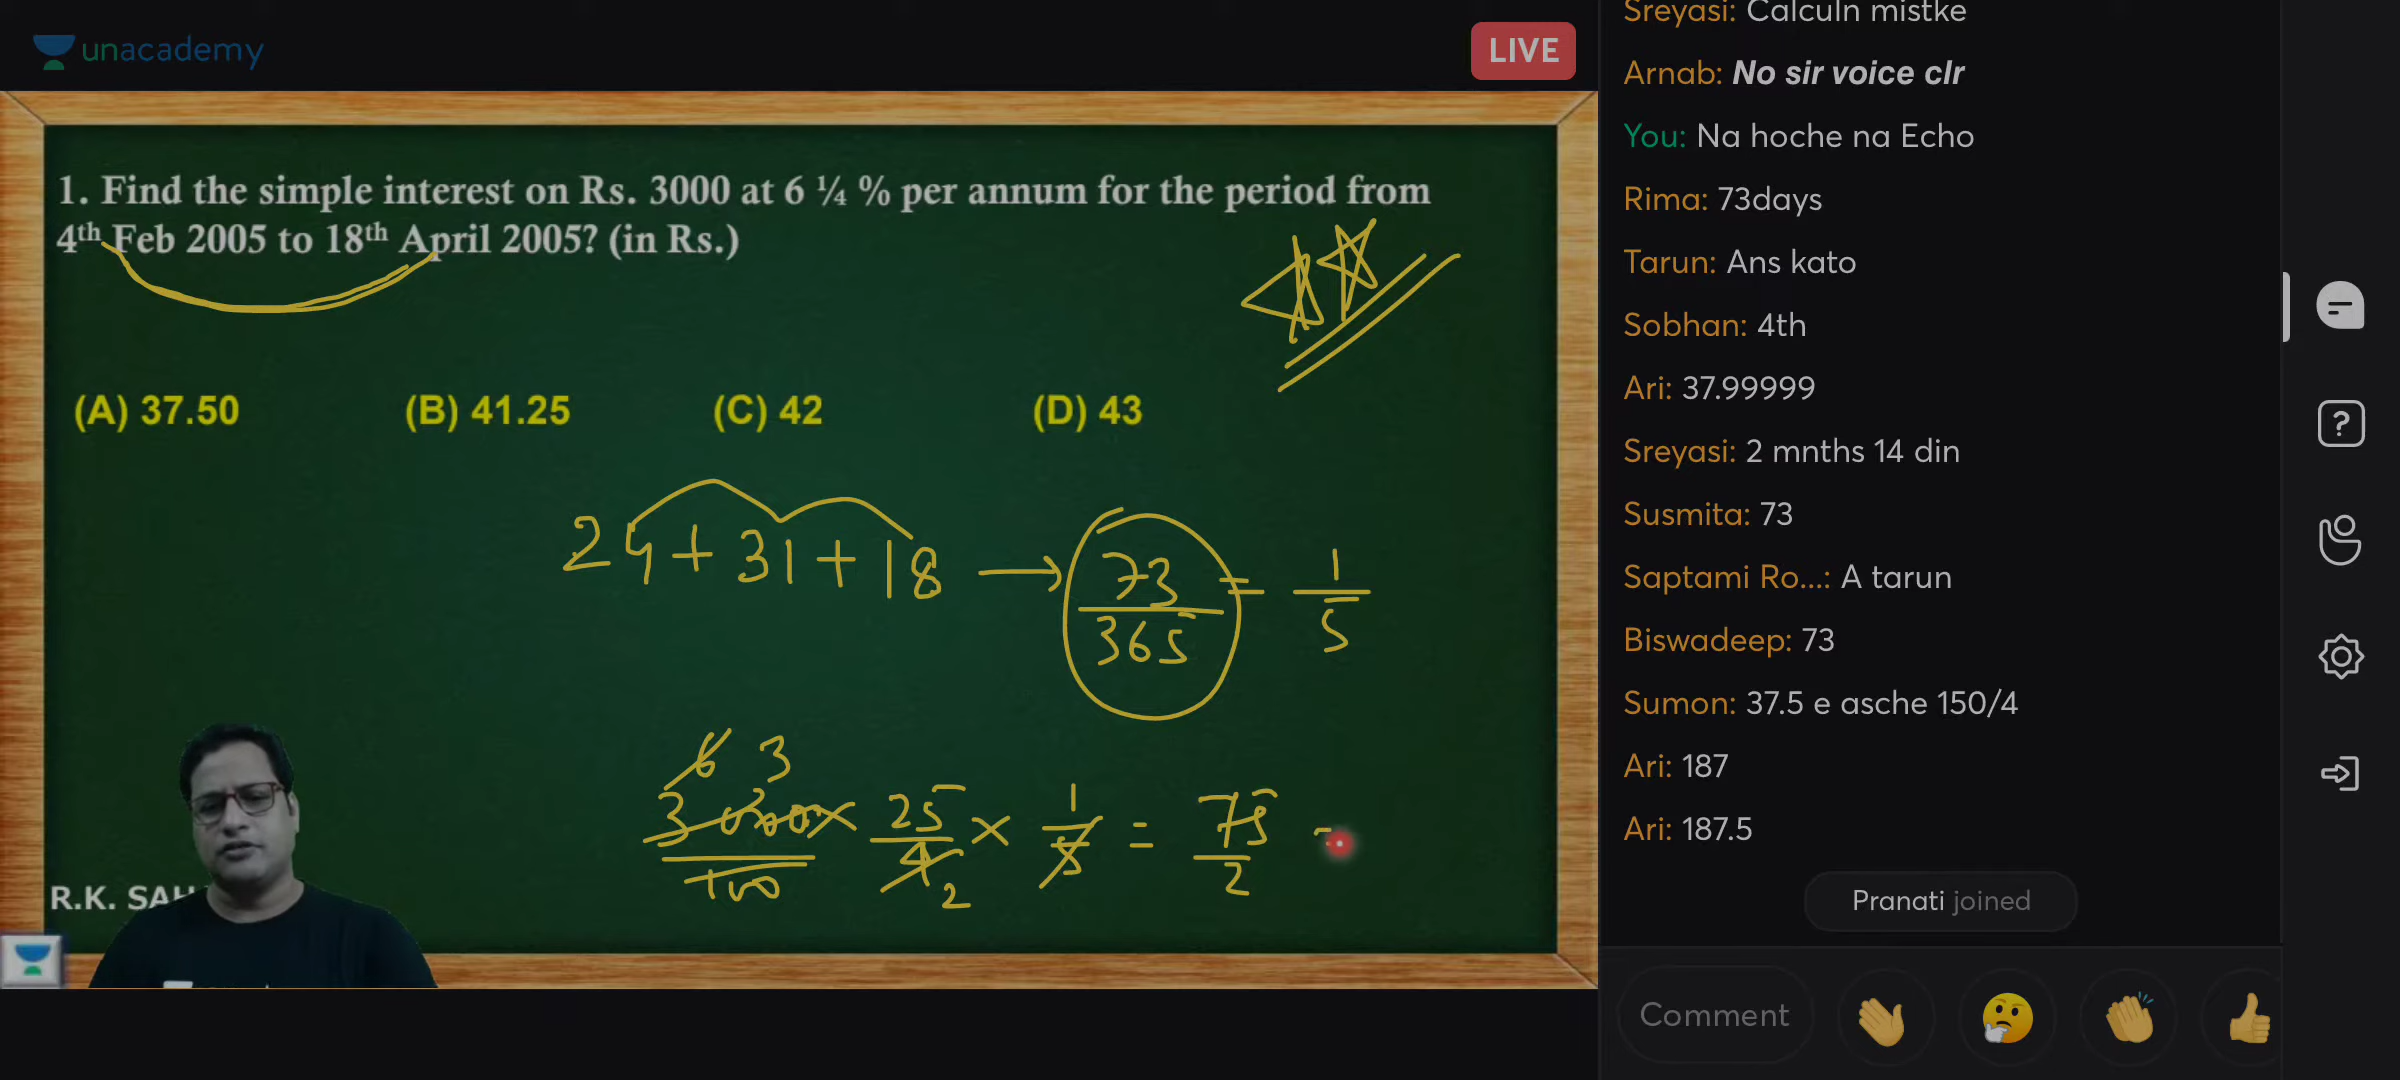 unacademy
LIVE
1. Find the simple interest on Rs. 3000 at 6 ¼ % per annum for the period from
4th Feb 2005 to 18th April 2005? (in Rs.)
(A) 37.50 (B) 41.25 (C) 42 (D) 43
24 + 31 + 18 → 73/365 = 1/5
6 3
3000/100 × 25/4 × 1/5 = 75/2
2
R.K. SAH
Sreyasi: Calculn mistke
Arnab: No sir voice clr
You: Na hoche na Echo
Rima: 73days
Tarun: Ans kato
Sobhan: 4th
Ari: 37.99999
Sreyasi: 2 mnths 14 din
Susmita: 73
Saptami Ro...: A tarun
Biswadeep: 73
Sumon: 37.5 e asche 150/4
Ari: 187
Ari: 187.5
Pranati joined
Comment